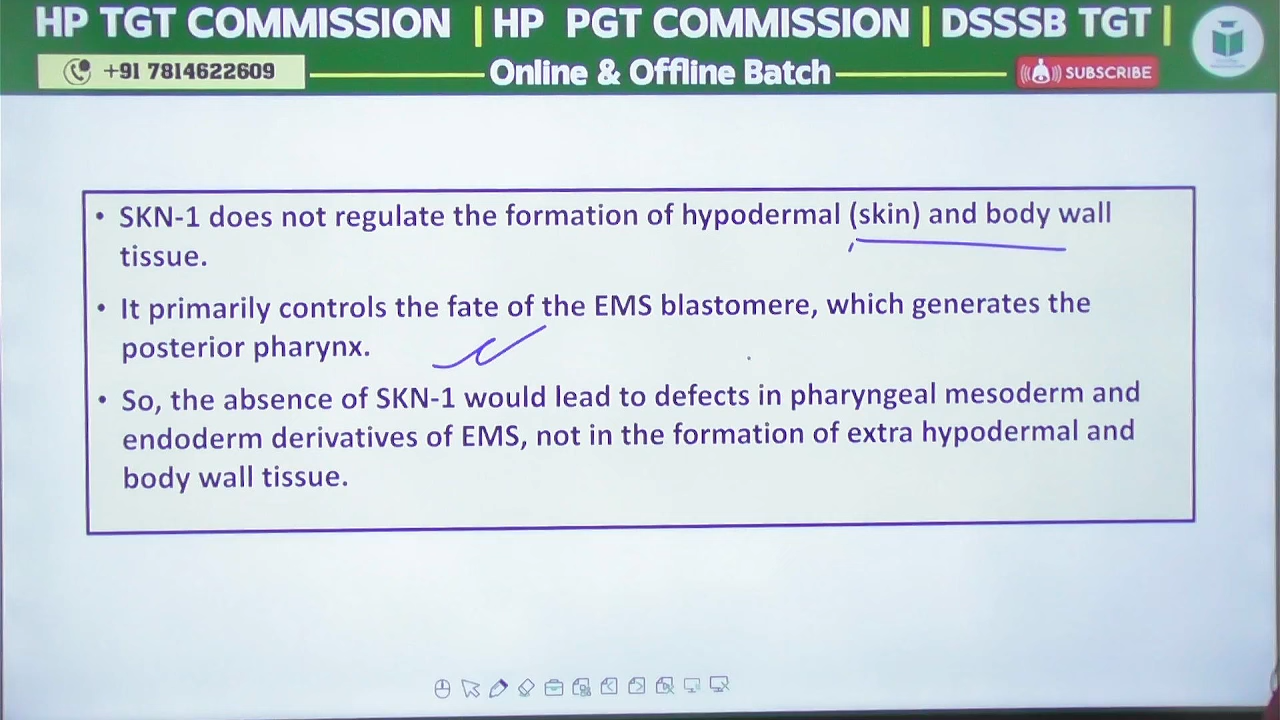 HP TGT COMMISSION | HP PGT COMMISSION | DSSSB TGT |
+91 7814622609 Online & Offline Batch SUBSCRIBE
• SKN-1 does not regulate the formation of hypodermal (skin) and body wall
tissue.
• It primarily controls the fate of the EMS blastomere, which generates the
posterior pharynx.
• So, the absence of SKN-1 would lead to defects in pharyngeal mesoderm and
endoderm derivatives of EMS, not in the formation of extra hypodermal and
body wall tissue.